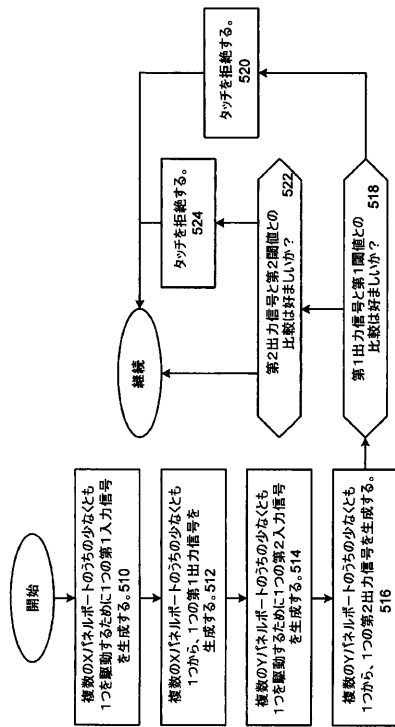 開始
複数のXパネルポートのうちの少なくとも
1つを駆動するために1つの第1入力信号
を生成する。510
複数のXパネルポートのうちの少なくとも
1つから、1つの第1出力信号を
生成する。512
複数のYパネルポートのうちの少なくとも
1つを駆動するために1つの第2入力信号
を生成する。514
複数のYパネルポートのうちの少なくとも
1つから、1つの第2出力信号を生成する。
516
第1出力信号と第1閾値との
比較は好ましいか？
518
タッチを拒絶する。
520
第2出力信号と第2閾値との
比較は好ましいか？
522
タッチを拒絶する。
524
継続